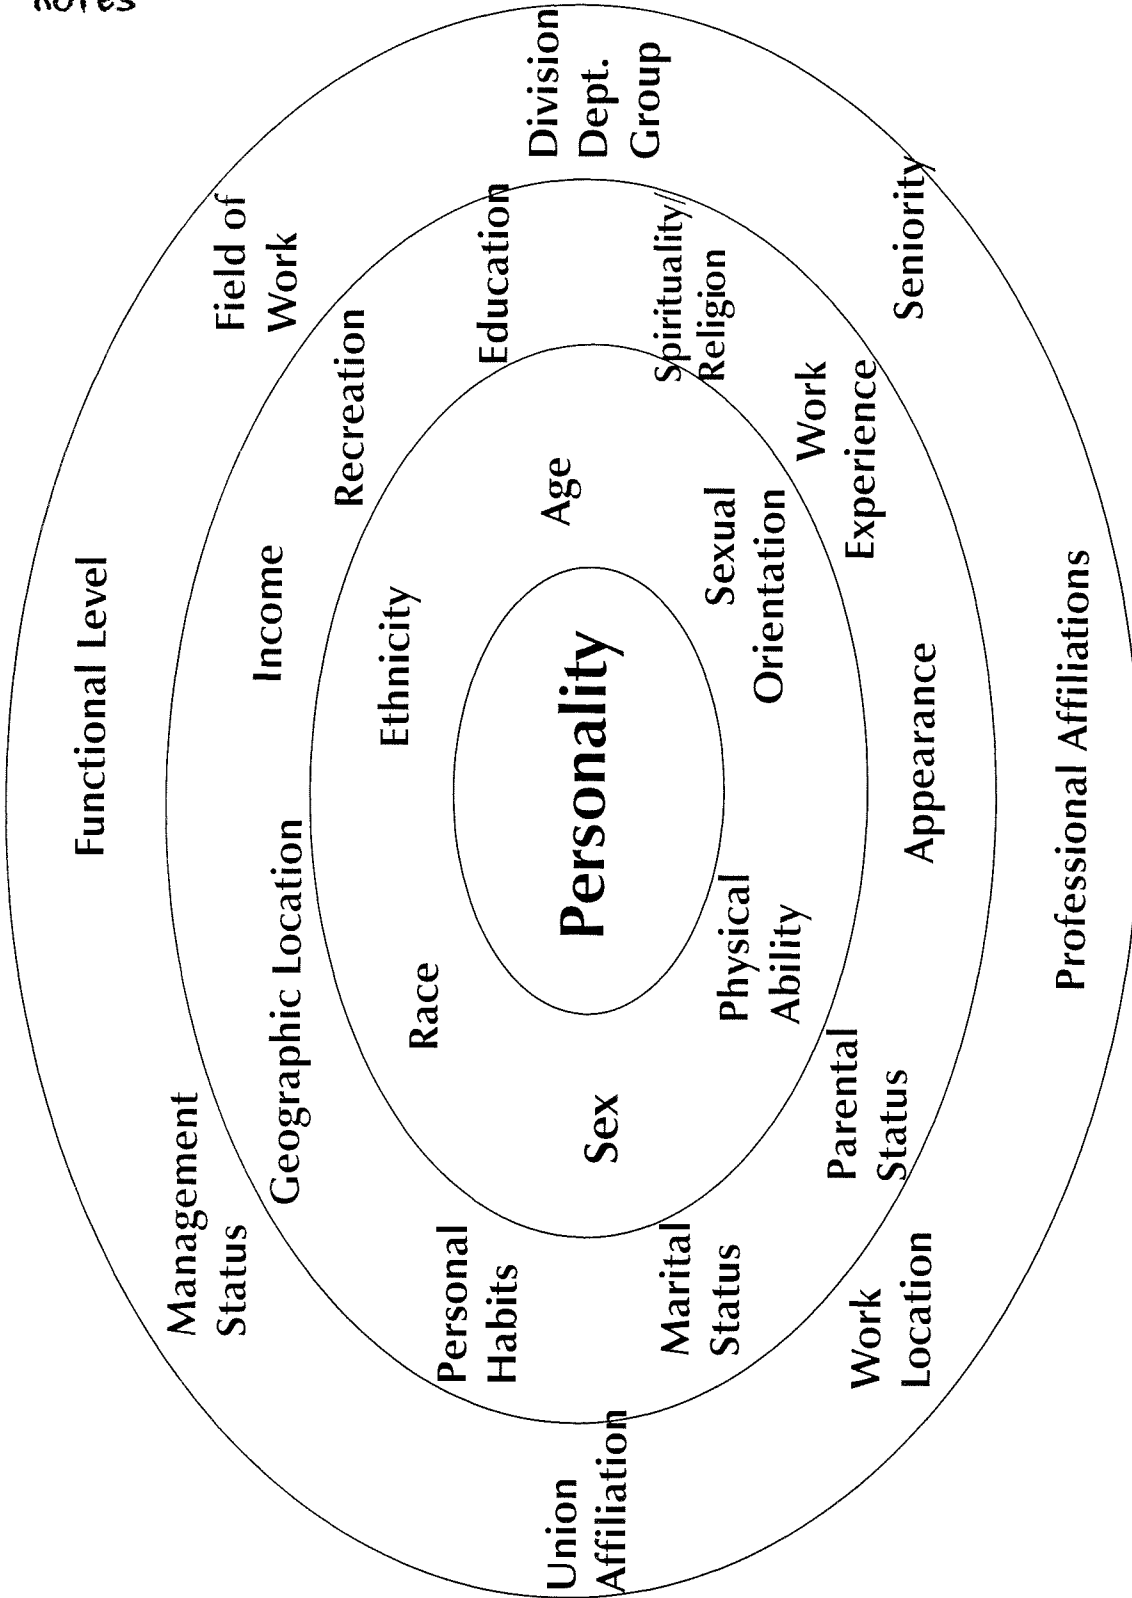 notes
Functional Level
Management
Status
Field of
Work
Geographic Location
Income
Recreation
Race
Ethnicity
Personal
Habits
Education
Union
Affiliation
Sex
Personality
Age
Division
Dept.
Group
Marital
Status
Spirituality/
Religion
Physical
Ability
Sexual
Orientation
Parental
Status
Work
Experience
Work
Location
Appearance
Seniority
Professional Affiliations